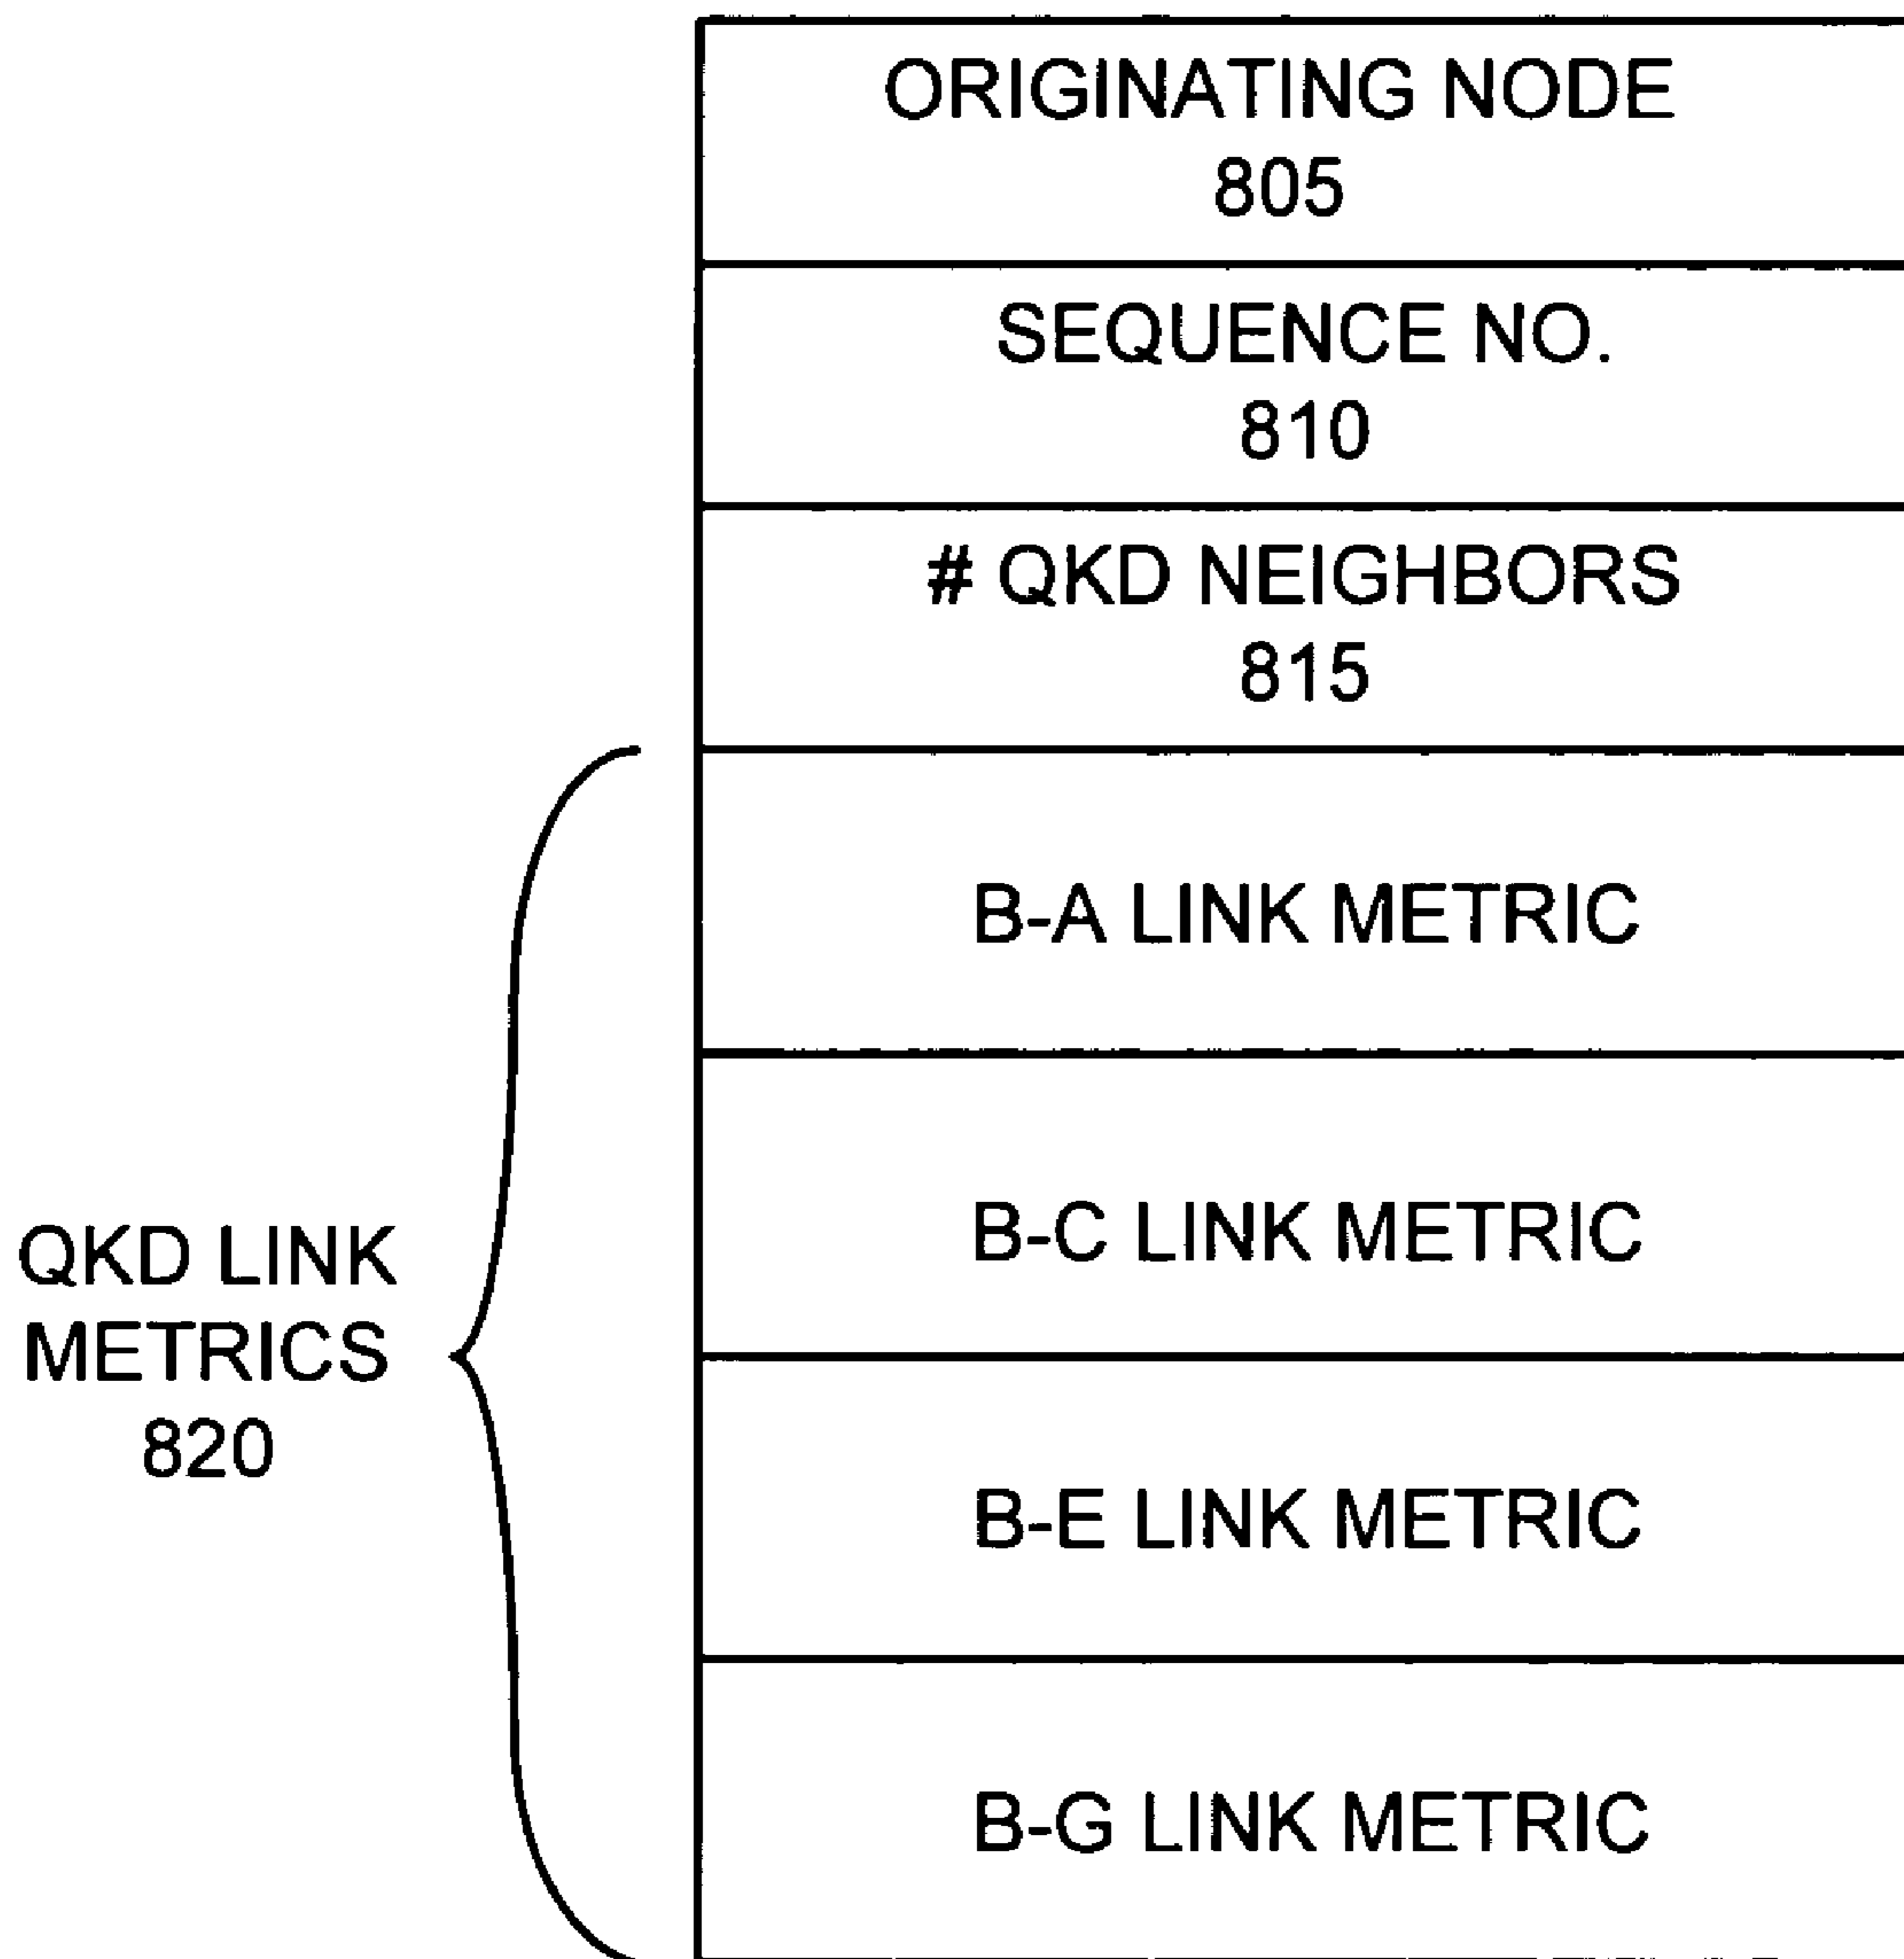 ORIGINATING NODE
805
SEQUENCE NO.
810
# QKD NEIGHBORS
815
B-A LINK METRIC
B-C LINK METRIC
QKD LINK
METRICS
820
B-E LINK METRIC
B-G LINK METRIC